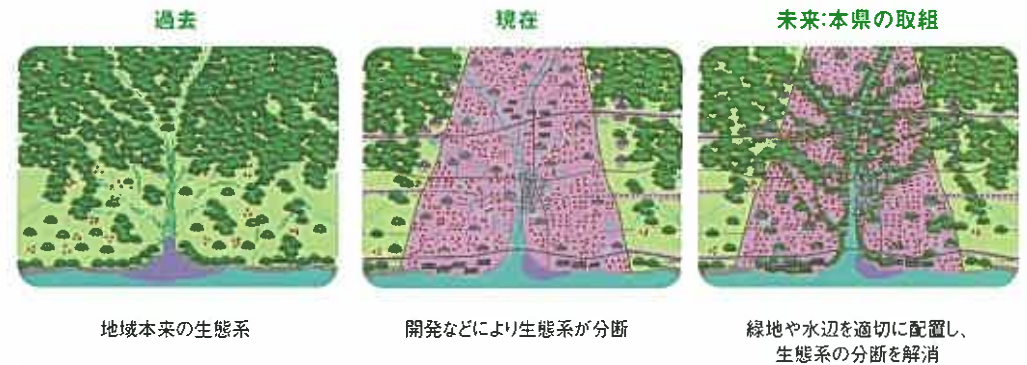 過去
現在
未来:本県の取組
地域本来の生態系
開発などにより生態系が分断
緑地や水辺を適切に配置し、
生態系の分断を解消